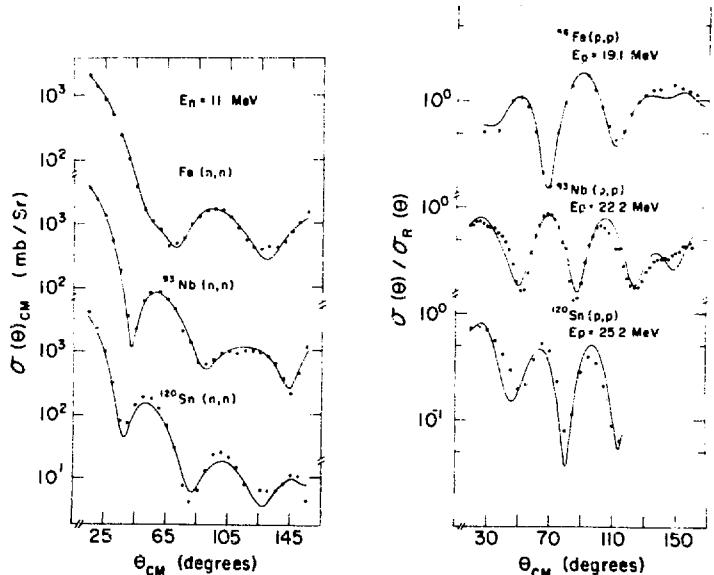 10³
10²
10³
10²
10³
10²
10¹
σ(θ)CM (mb/Sr)
En = 11 MeV
Fe (n,n)
⁹³Nb (n,n)
¹²⁰Sn (n,n)
25 65 105 145
θCM (degrees)
Fe (p,p)
Ep = 19.1 MeV
⁹³Nb (p,p)
Ep = 22.2 MeV
¹²⁰Sn (p,p)
Ep = 25.2 MeV
10⁰
10⁰
10⁰
10⁻¹
σ(θ) / σR(θ)
30 70 110 150
θCM (degrees)